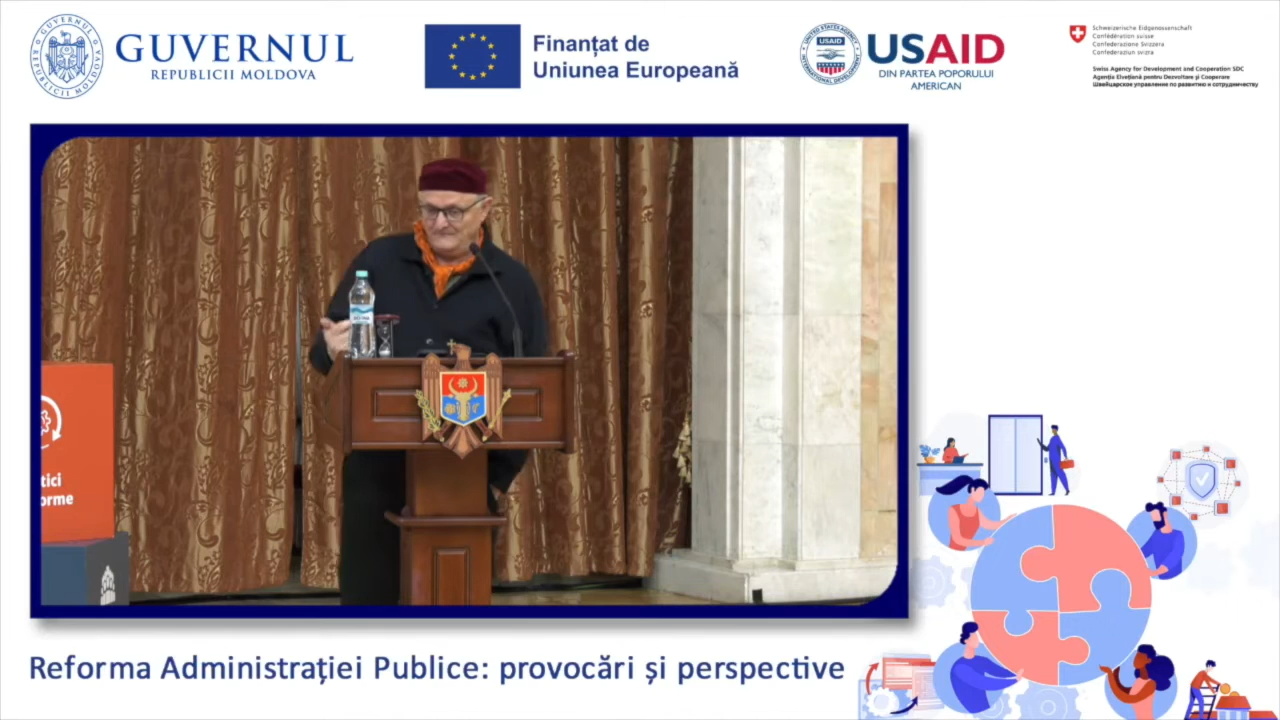 GUVERNUL
REPUBLICII MOLDOVA
Finanțat de
Uniunea Europeană
USAID
USAID
DIN PARTEA POPORULUI
AMERICAN
Schweizerische Eidgenossenschaft
Confédération suisse
Confederazione Svizzera
Confederaziun svizra
Swiss Agency for Development and Cooperation SDC
Agenția Elvețiană pentru Dezvoltare și Cooperare
Швейцарское управление по развитию и сотрудничеству
tici
orme
Reforma Administrației Publice: provocări și perspective